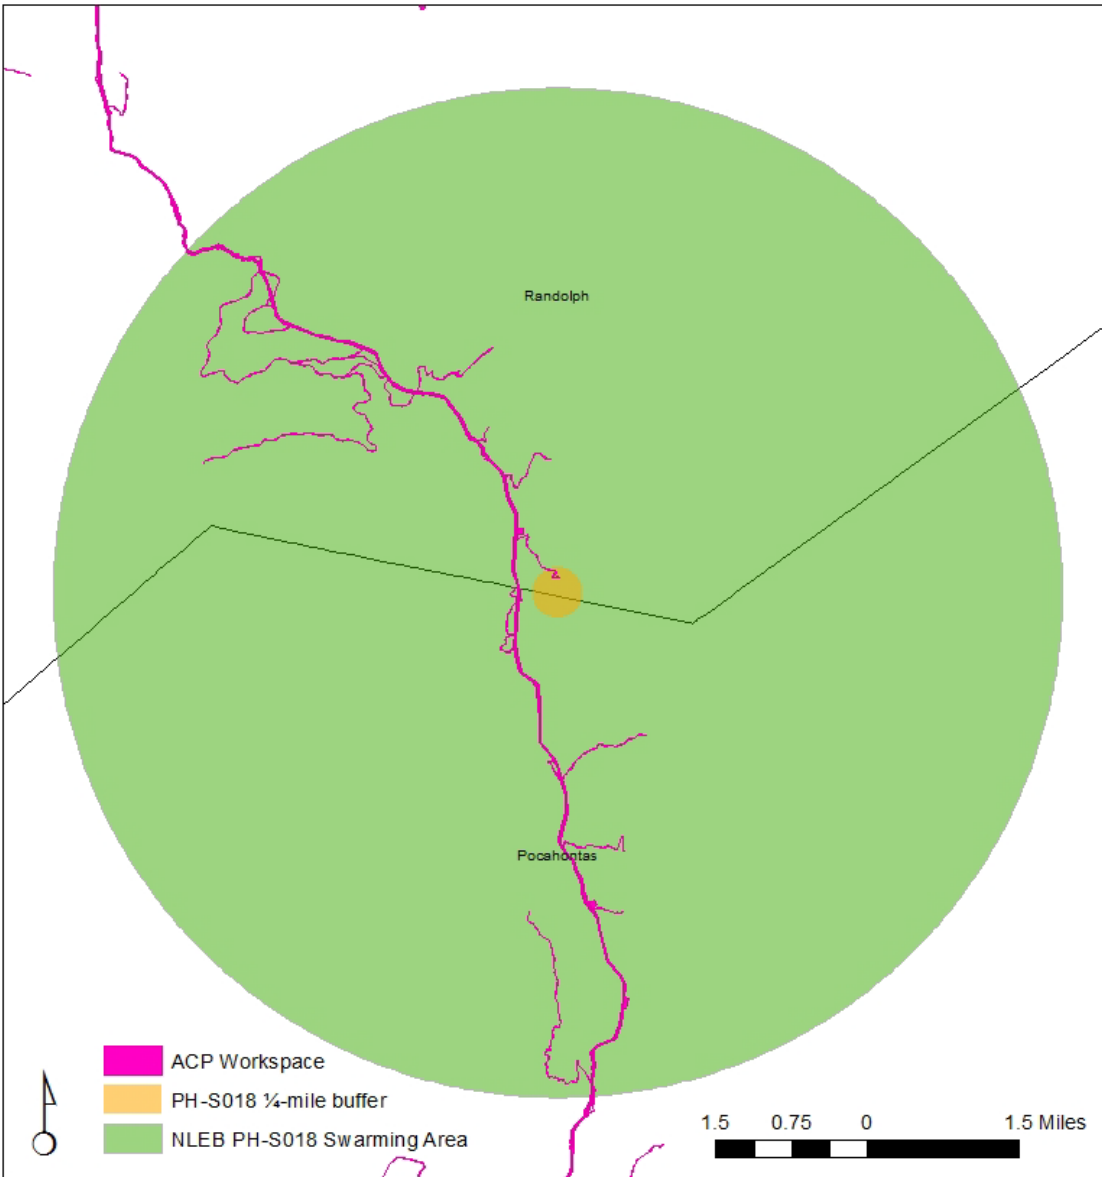 Randolph
Pocahontas
ACP Workspace
PH-S018 ¼-mile buffer
NLEB PH-S018 Swarming Area
1.5 0.75 0 1.5 Miles